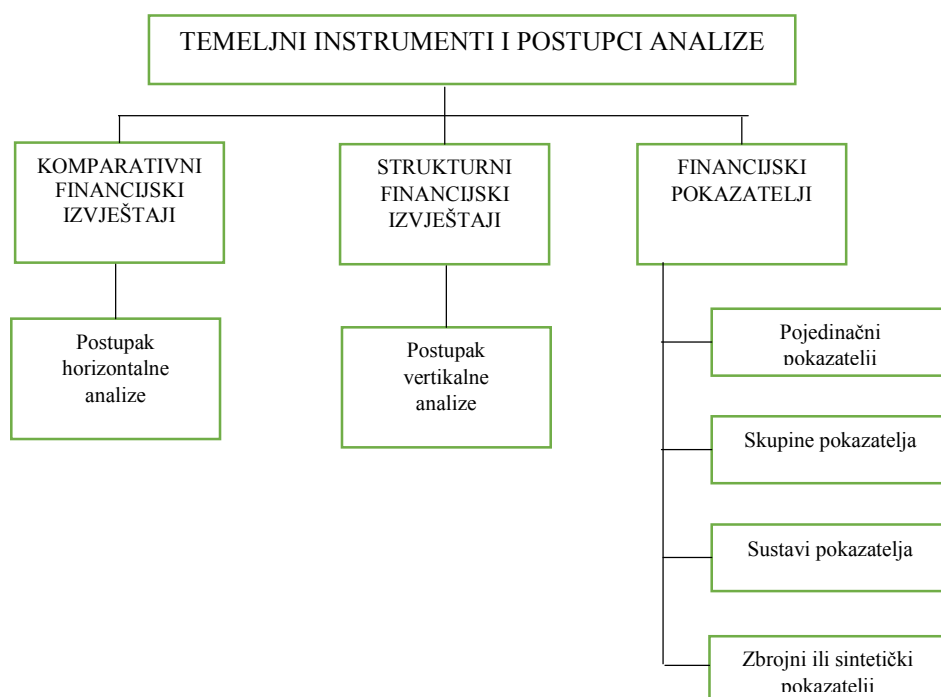 TEMELJNI INSTRUMENTI I POSTUPCI ANALIZE
KOMPARATIVNI
FINANCIJSKI
IZVJEŠTAJI
STRUKTURNI
FINANCIJSKI
IZVJEŠTAJI
FINANCIJSKI
POKAZATELJI
Postupak
horizontalne
analize
Postupak
vertikalne
analize
Pojedinačni
pokazatelji
Skupine pokazatelja
Sustavi pokazatelja
Zbrojni ili sintetički
pokazatelji